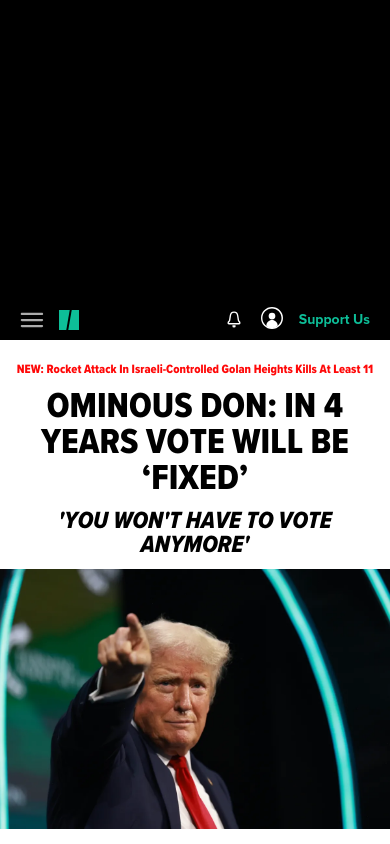 Support Us
NEW: Rocket Attack In Israeli-Controlled Golan Heights Kills At Least 11
OMINOUS DON: IN 4
YEARS VOTE WILL BE
‘FIXED’
'YOU WON'T HAVE TO VOTE
ANYMORE'